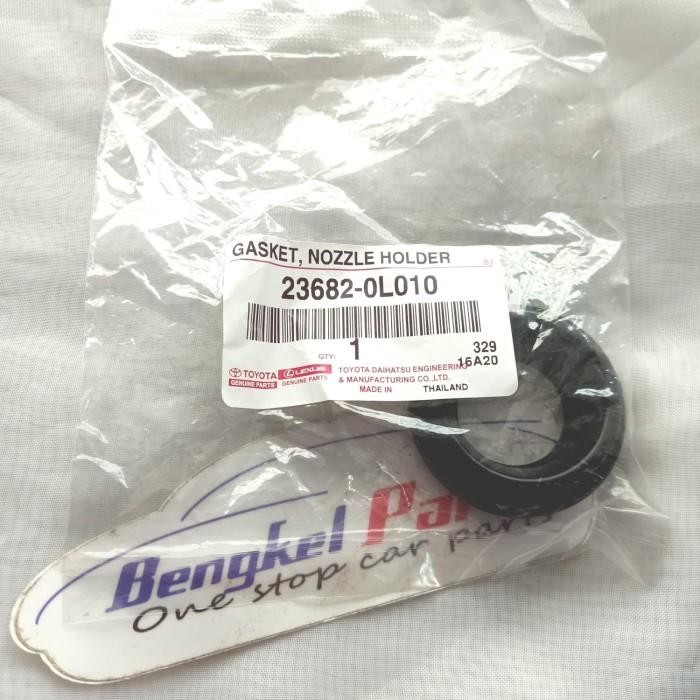 GASKET, NOZZLE HOLDER
BJ
23682-0L010
QTY: 1
329
16A20
TOYOTA GENUINE PARTS
LEXUS GENUINE PARTS
TOYOTA DAIHATSU ENGINEERING
& MANUFACTURING CO.,LTD.
MADE IN THAILAND
Bengkel
One stop car parts